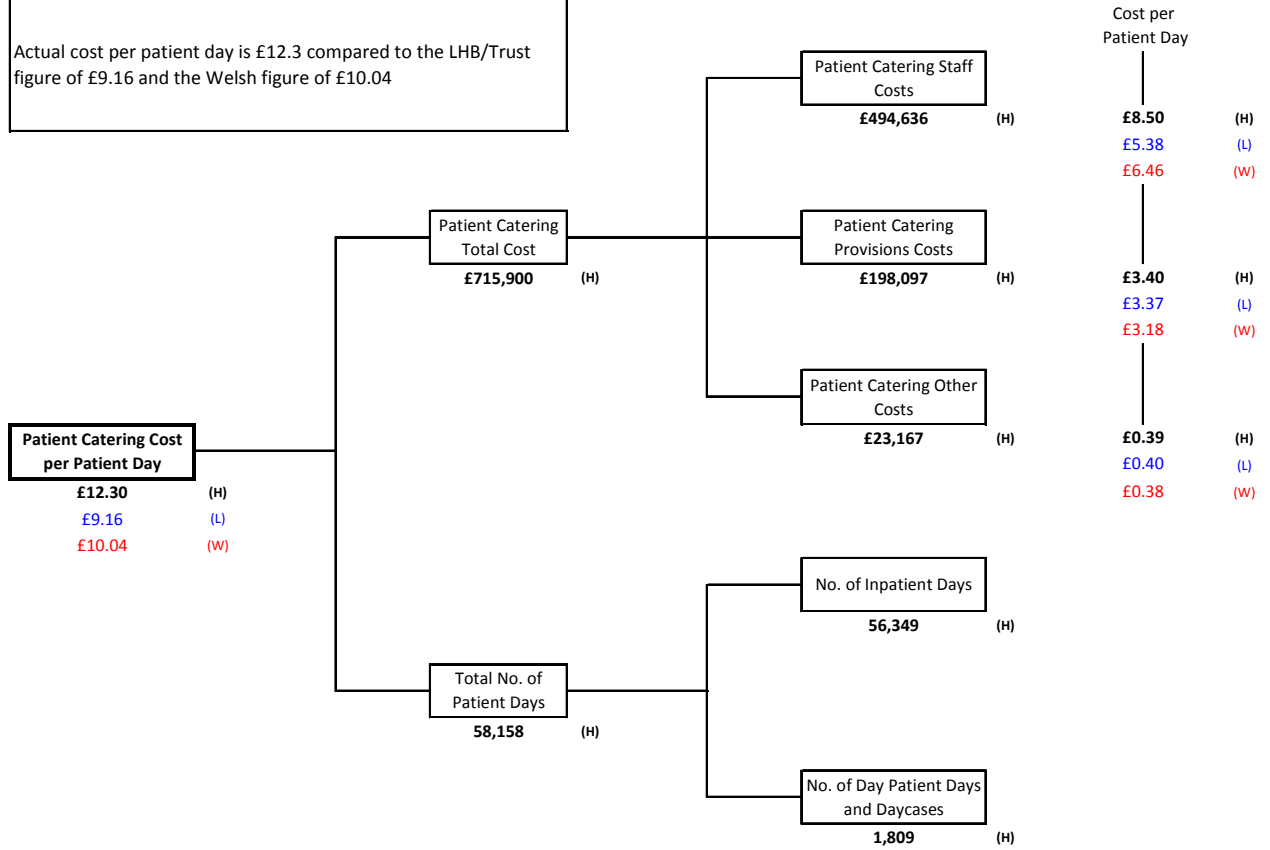 Actual cost per patient day is £12.3 compared to the LHB/Trust
figure of £9.16 and the Welsh figure of £10.04
Cost per
Patient Day
Patient Catering Staff
Costs
£494,636 (H) £8.50 (H)
£5.38 (L)
£6.46 (W)
Patient Catering
Total Cost
£715,900 (H)
Patient Catering
Provisions Costs
£198,097 (H) £3.40 (H)
£3.37 (L)
£3.18 (W)
Patient Catering Other
Costs
£23,167 (H) £0.39 (H)
£0.40 (L)
£0.38 (W)
Patient Catering Cost
per Patient Day
£12.30 (H)
£9.16 (L)
£10.04 (W)
No. of Inpatient Days
56,349 (H)
Total No. of
Patient Days
58,158 (H)
No. of Day Patient Days
and Daycases
1,809 (H)